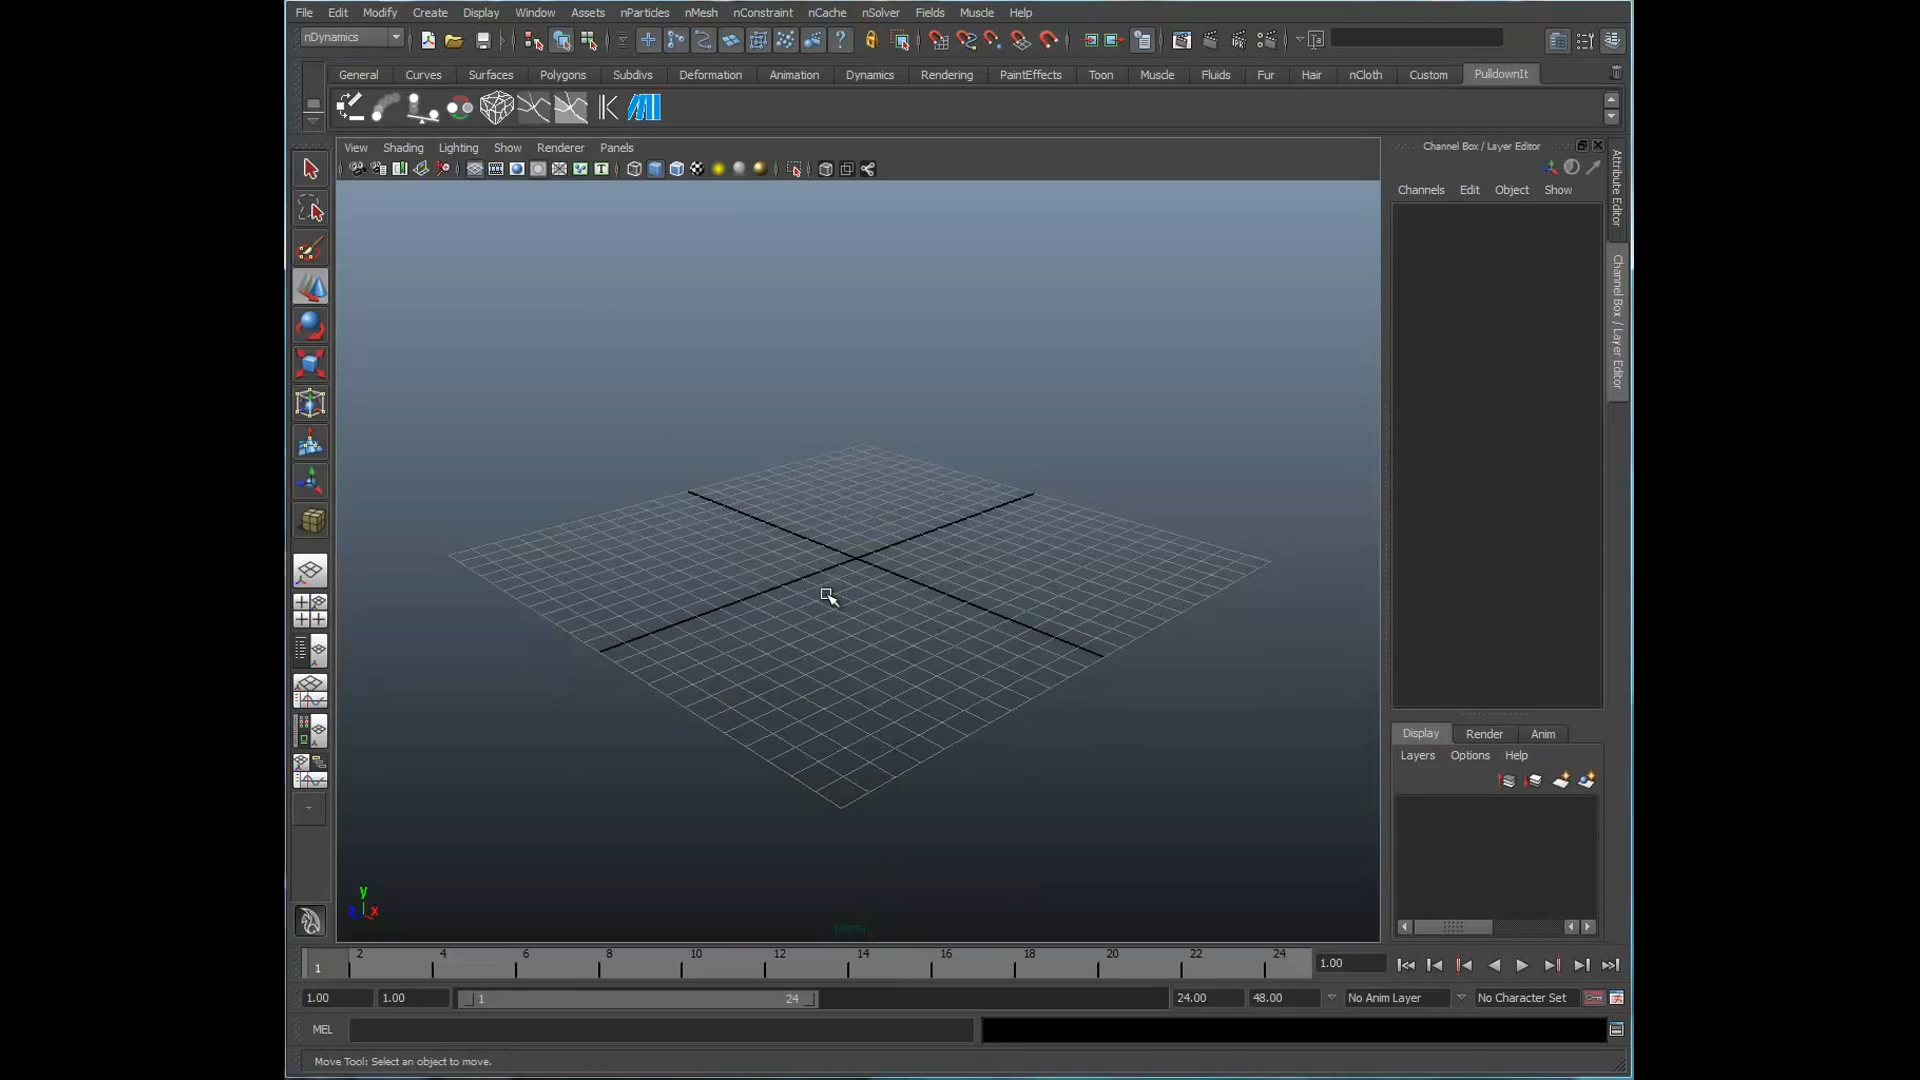 File Edit Modify Create Display Window Assets nParticles nMesh nConstraint nCache nSolver Fields Muscle Help
nDynamics
General Curves Surfaces Polygons Subdivs Deformation Animation Dynamics Rendering PaintEffects Toon Muscle Fluids Fur Hair nCloth Custom PulldownIt
View Shading Lighting Show Renderer Panels
Channel Box / Layer Editor
Channels Edit Object Show
Attribute Editor
Channel Box / Layer Editor
Display Render Anim
Layers Options Help
y
z x
persp
1 2 4 6 8 10 12 14 16 18 20 22 24 1.00
1.00 1.00 1 24 24.00 48.00 No Anim Layer No Character Set
MEL
Move Tool: Select an object to move.